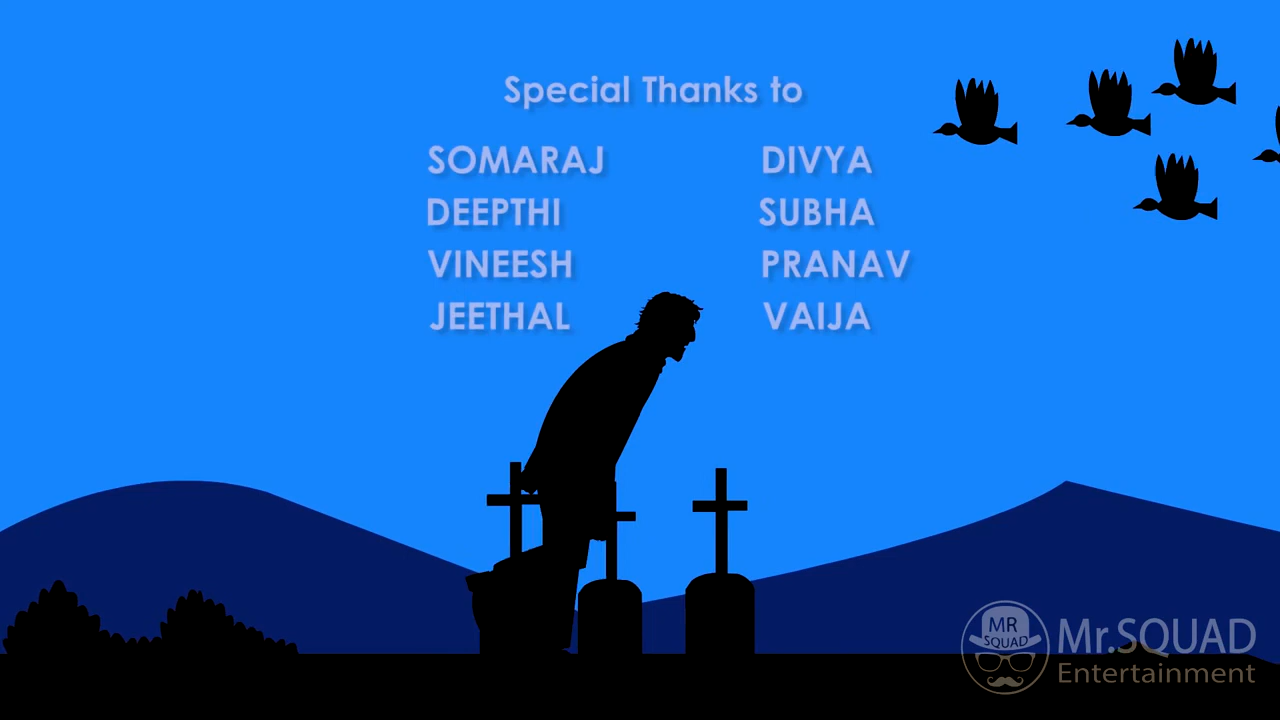 Special Thanks to
SOMARAJ
DEEPTHI
VINEESH
JEETHAL
DIVYA
SUBHA
PRANAV
VAIJA
MR
SQUAD
Mr.SQUAD
Entertainment